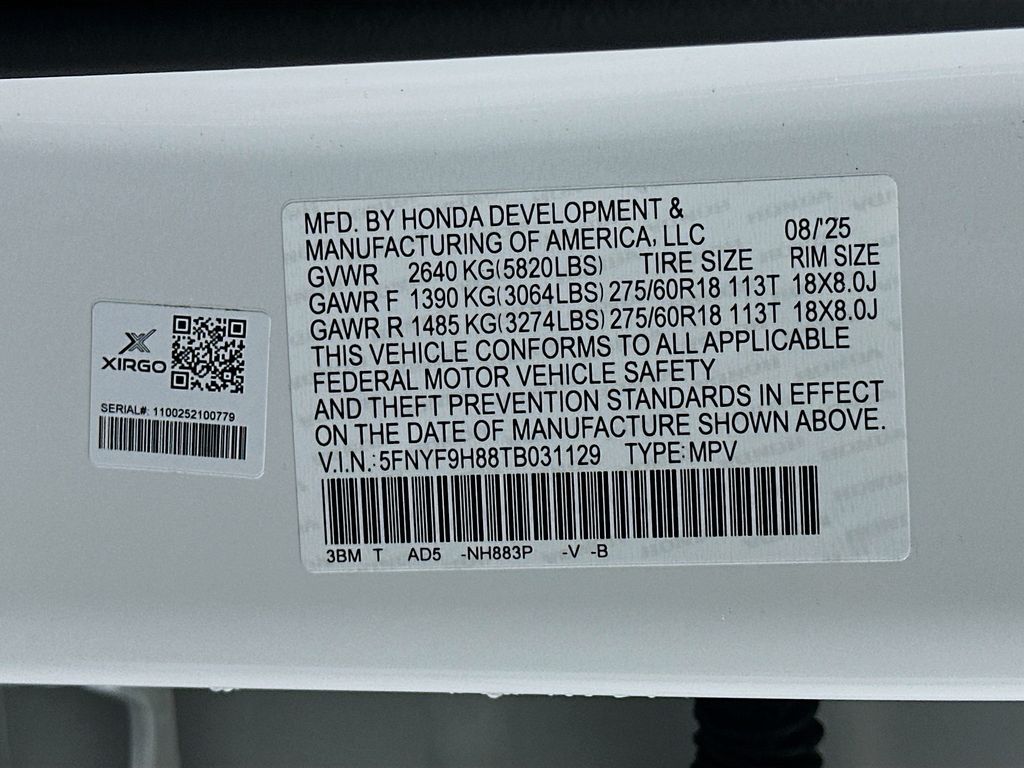 MFD. BY HONDA DEVELOPMENT &
MANUFACTURING OF AMERICA, LLC 08/'25
GVWR 2640 KG(5820LBS) TIRE SIZE RIM SIZE
GAWR F 1390 KG(3064LBS) 275/60R18 113T 18X8.0J
GAWR R 1485 KG(3274LBS) 275/60R18 113T 18X8.0J
THIS VEHICLE CONFORMS TO ALL APPLICABLE
FEDERAL MOTOR VEHICLE SAFETY
AND THEFT PREVENTION STANDARDS IN EFFECT
ON THE DATE OF MANUFACTURE SHOWN ABOVE.
V.I.N.: 5FNYF9H88TB031129 TYPE: MPV
3BM T AD5 -NH883P -V -B
XIRGO
SERIAL#: 1100252100779